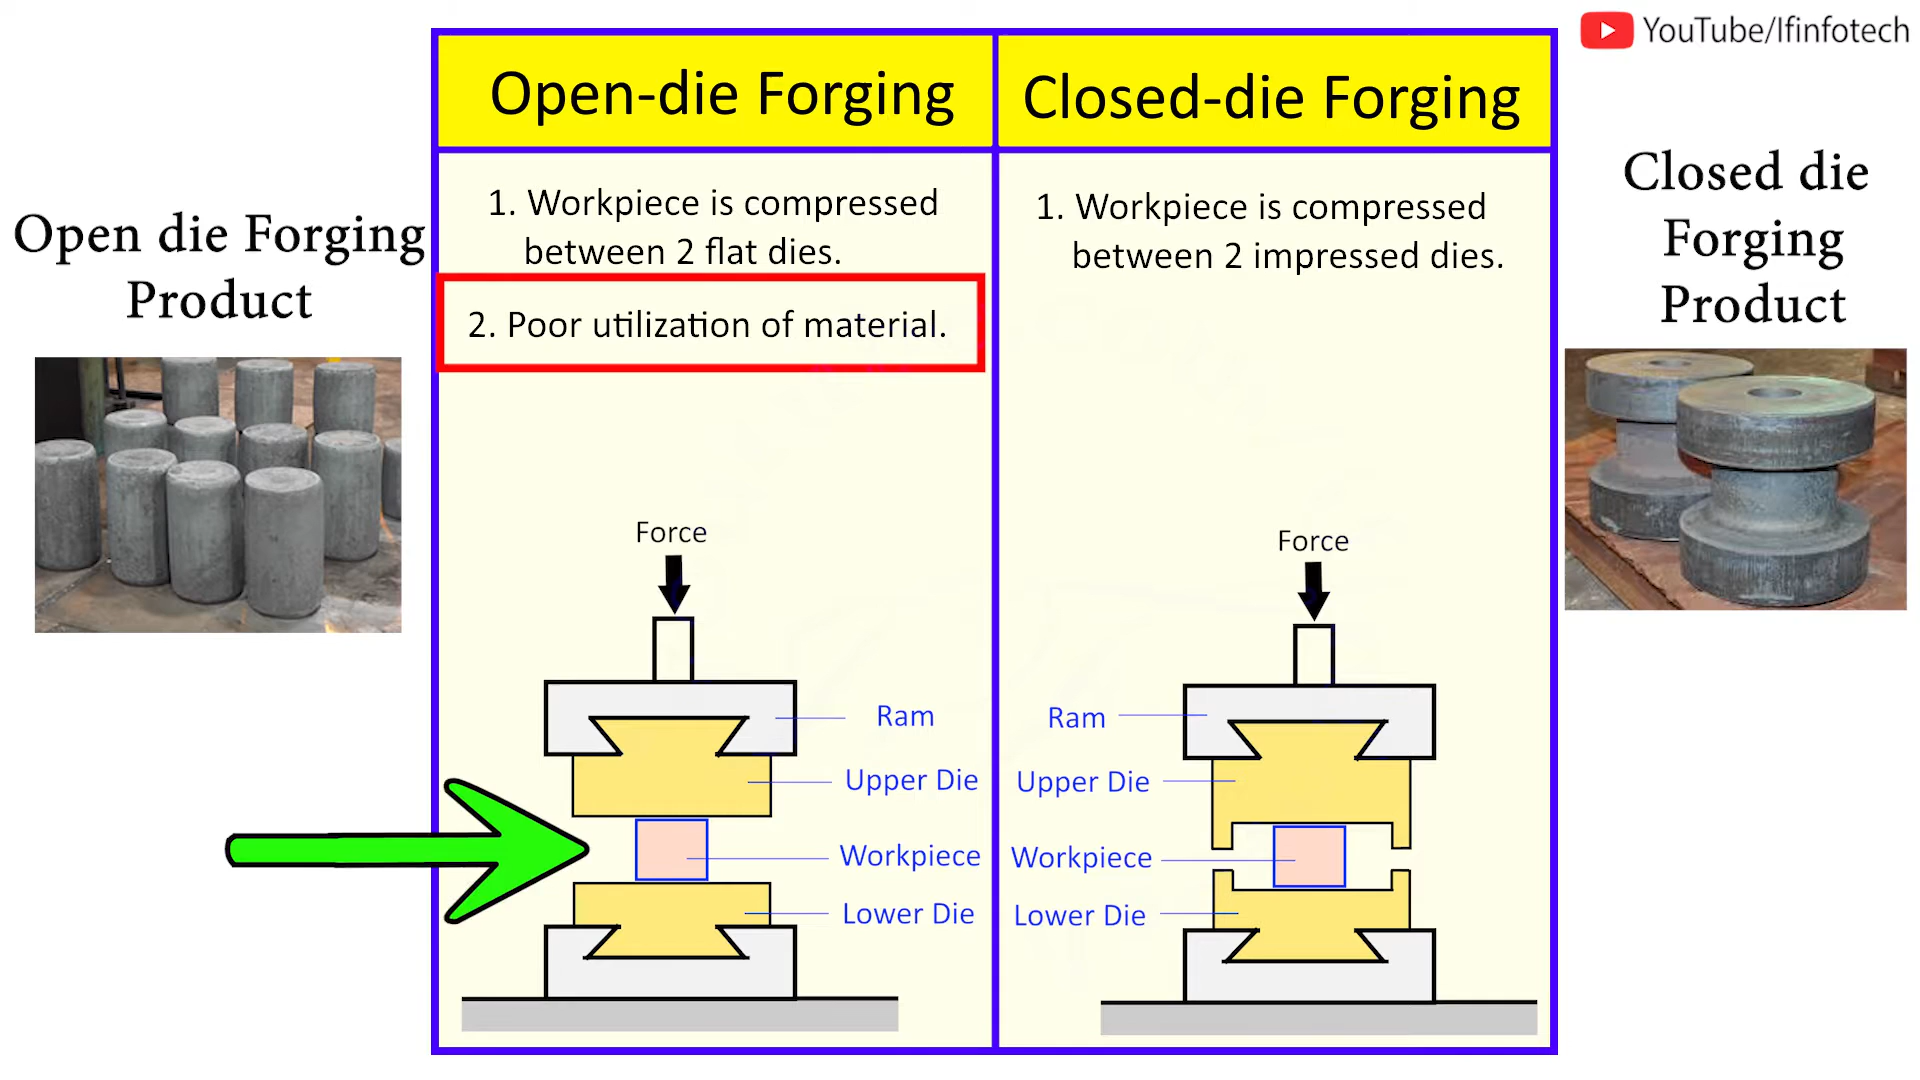 YouTube/lfinfotech
Open-die Forging
Closed-die Forging
Open die Forging
Product
1. Workpiece is compressed
between 2 flat dies.
2. Poor utilization of material.
1. Workpiece is compressed
between 2 impressed dies.
Closed die
Forging
Product
Force
Ram
Upper Die
Workpiece
Lower Die
Force
Ram
Upper Die
Workpiece
Lower Die